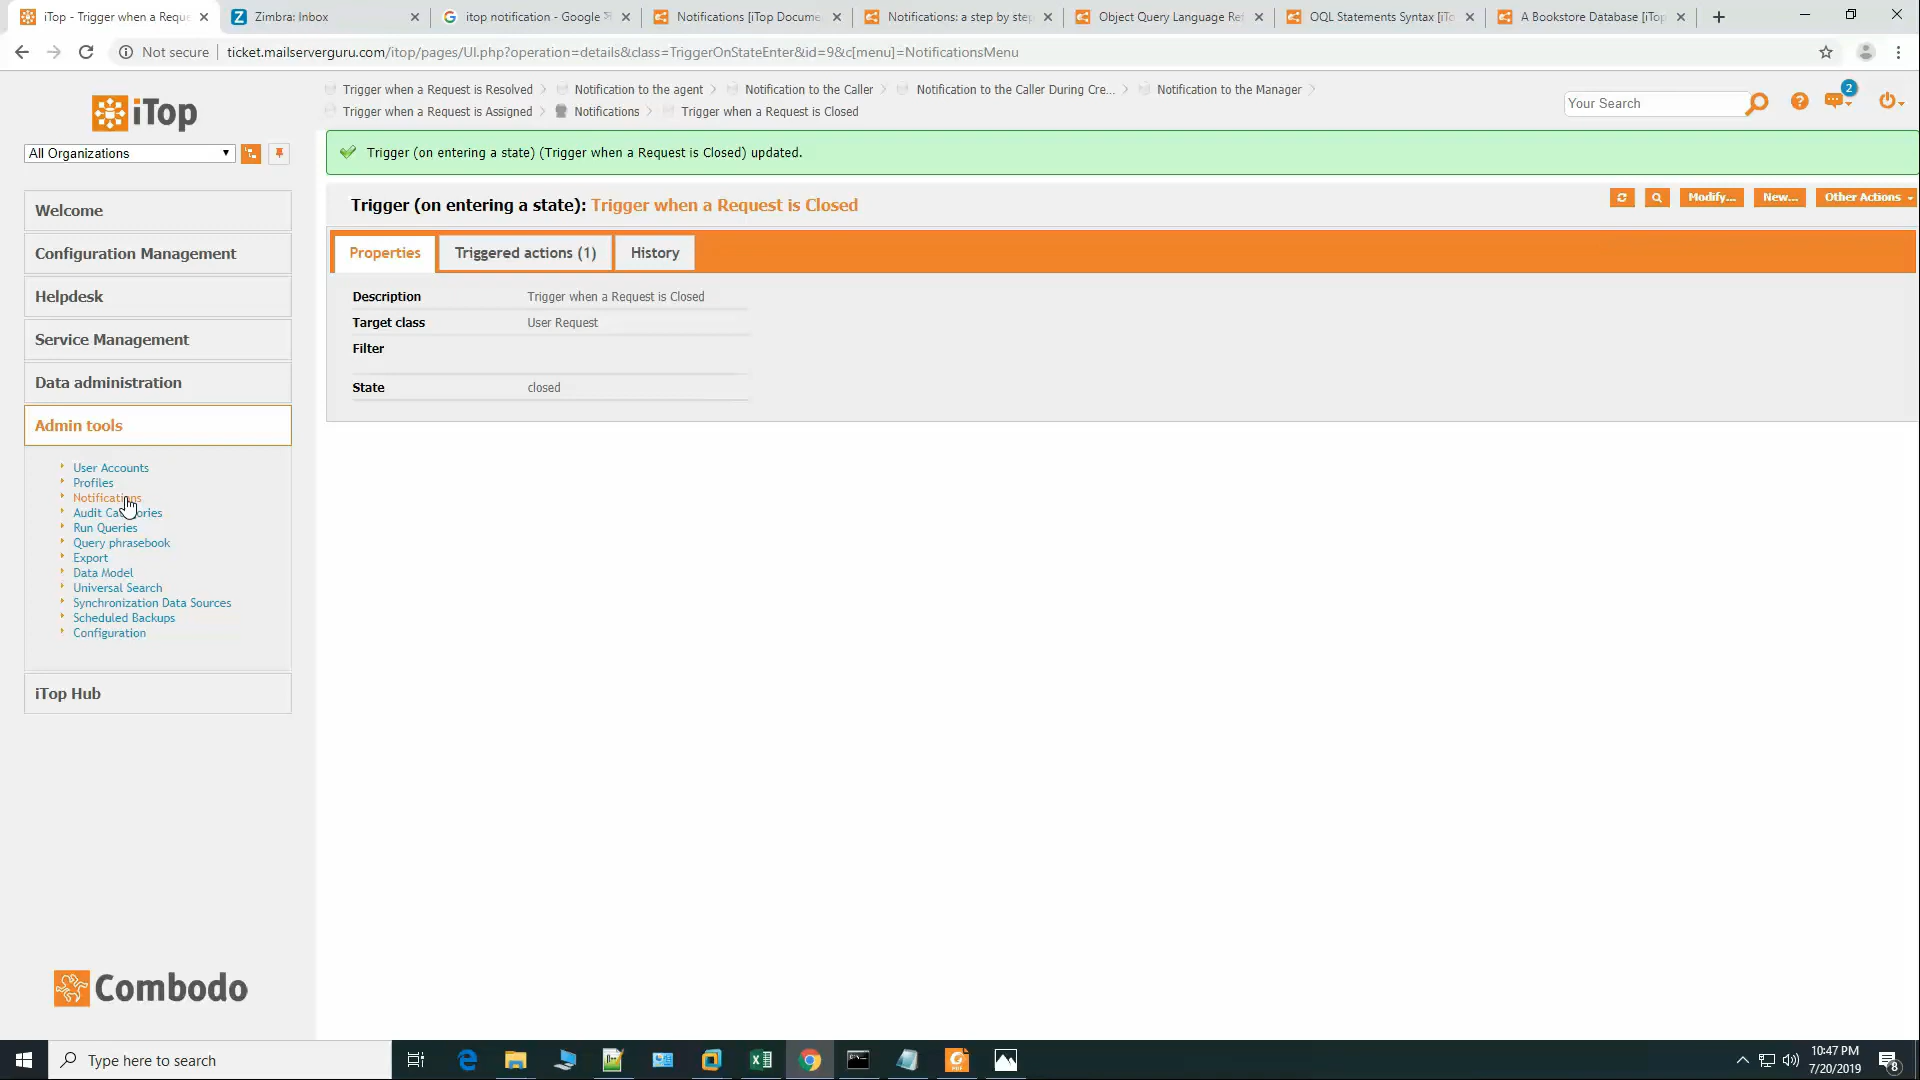 iTop - Trigger when a Reque
Zimbra: Inbox
itop notification - Google
Notifications [iTop Docume
Notifications: a step by step
Object Query Language Re
OQL Statements Syntax [iTo
A Bookstore Database [iTop
Not secure
ticket.mailserverguru.com/itop/pages/UI.php?operation=details&class=TriggerOnStateEnter&id=9&c[menu]=NotificationsMenu
iTop
All Organizations
Trigger when a Request is Resolved
Notification to the agent
Notification to the Caller
Notification to the Caller During Cre...
Notification to the Manager
Trigger when a Request is Assigned
Notifications
Trigger when a Request is Closed
Your Search
2
Trigger (on entering a state) (Trigger when a Request is Closed) updated.
Trigger (on entering a state): Trigger when a Request is Closed
Modify...
New...
Other Actions
Properties
Triggered actions (1)
History
Description Trigger when a Request is Closed
Target class User Request
Filter
State closed
Welcome
Configuration Management
Helpdesk
Service Management
Data administration
Admin tools
User Accounts
Profiles
Notifications
Audit Categories
Run Queries
Query phrasebook
Export
Data Model
Universal Search
Synchronization Data Sources
Scheduled Backups
Configuration
iTop Hub
Combodo
Type here to search
10:47 PM
7/20/2019
8